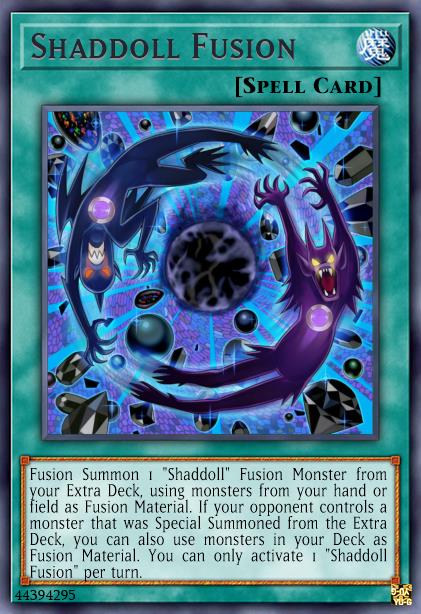 Shaddoll Fusion
魔
[Spell Card]
Fusion Summon 1 "Shaddoll" Fusion Monster from
your Extra Deck, using monsters from your hand or
field as Fusion Material. If your opponent controls a
monster that was Special Summoned from the Extra
Deck, you can also use monsters in your Deck as
Fusion Material. You can only activate 1 "Shaddoll
Fusion" per turn.
44394295